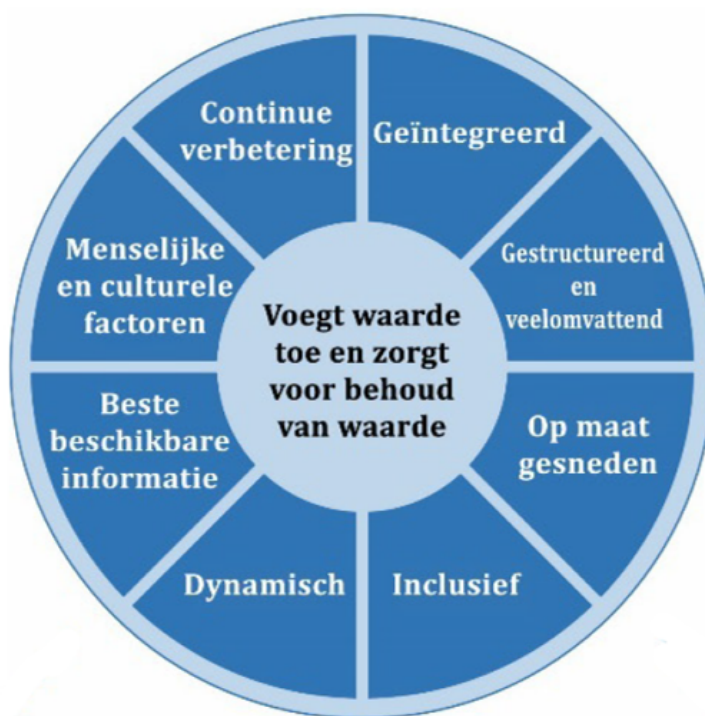 Continue
verbetering
Geïntegreerd
Gestructureerd
en
veelomvattend
Op maat
gesneden
Inclusief
Dynamisch
Beste
beschikbare
informatie
Menselijke
en culturele
factoren
Voegt waarde
toe en zorgt
voor behoud
van waarde